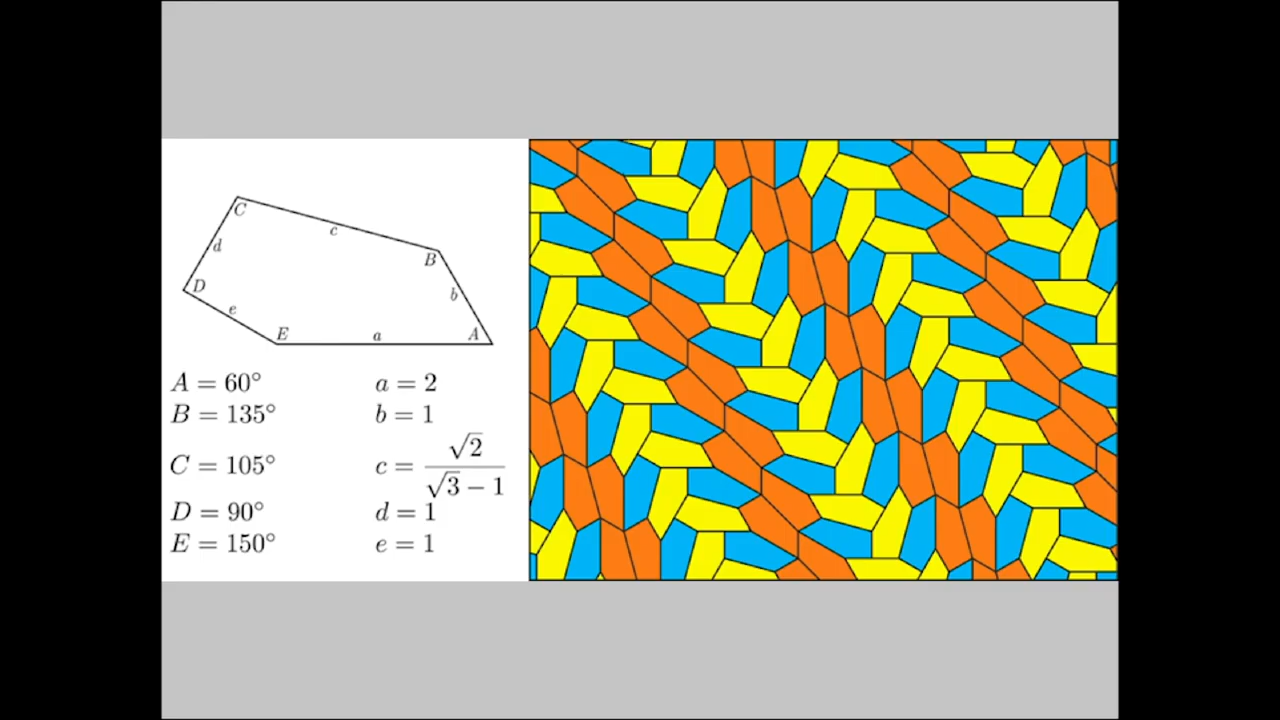 C
c
d
B
D
b
e
E a A
A = 60° a = 2
B = 135° b = 1
C = 105° c = √2 / (√3 − 1)
D = 90° d = 1
E = 150° e = 1